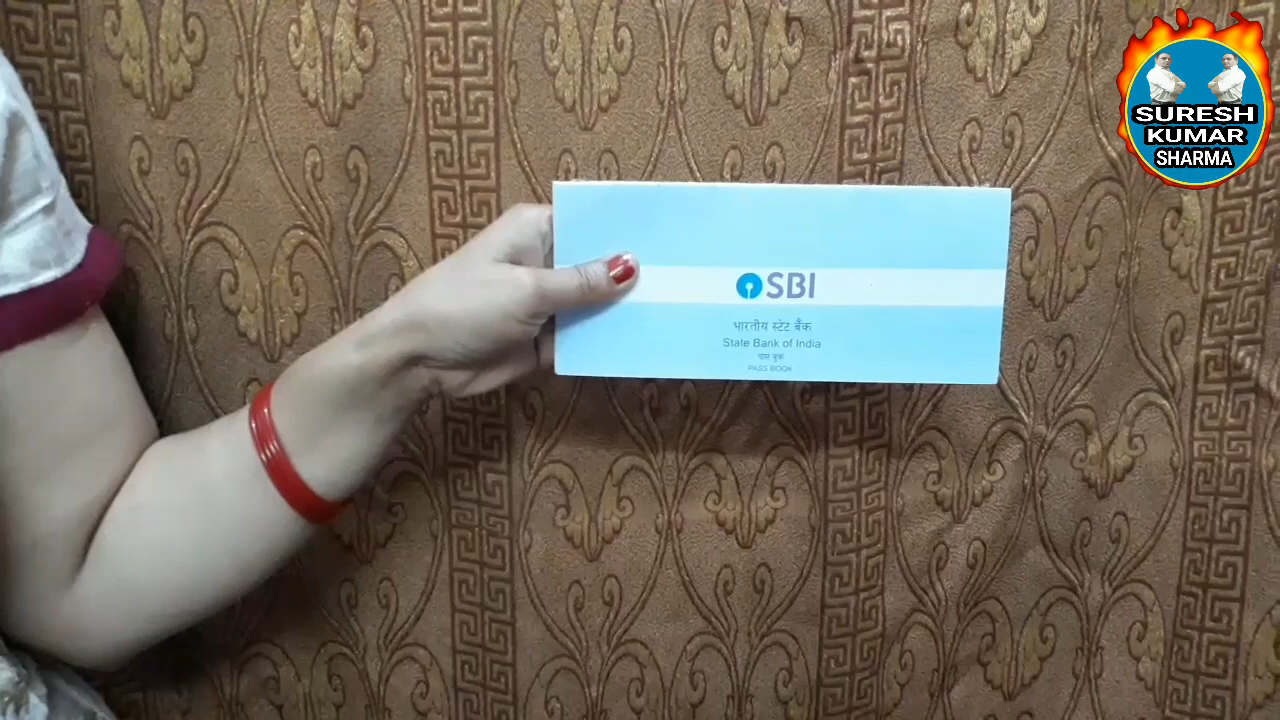 SURESH
KUMAR
SHARMA
SBI
भारतीय स्टेट बैंक
State Bank of India
पास बुक
PASS BOOK